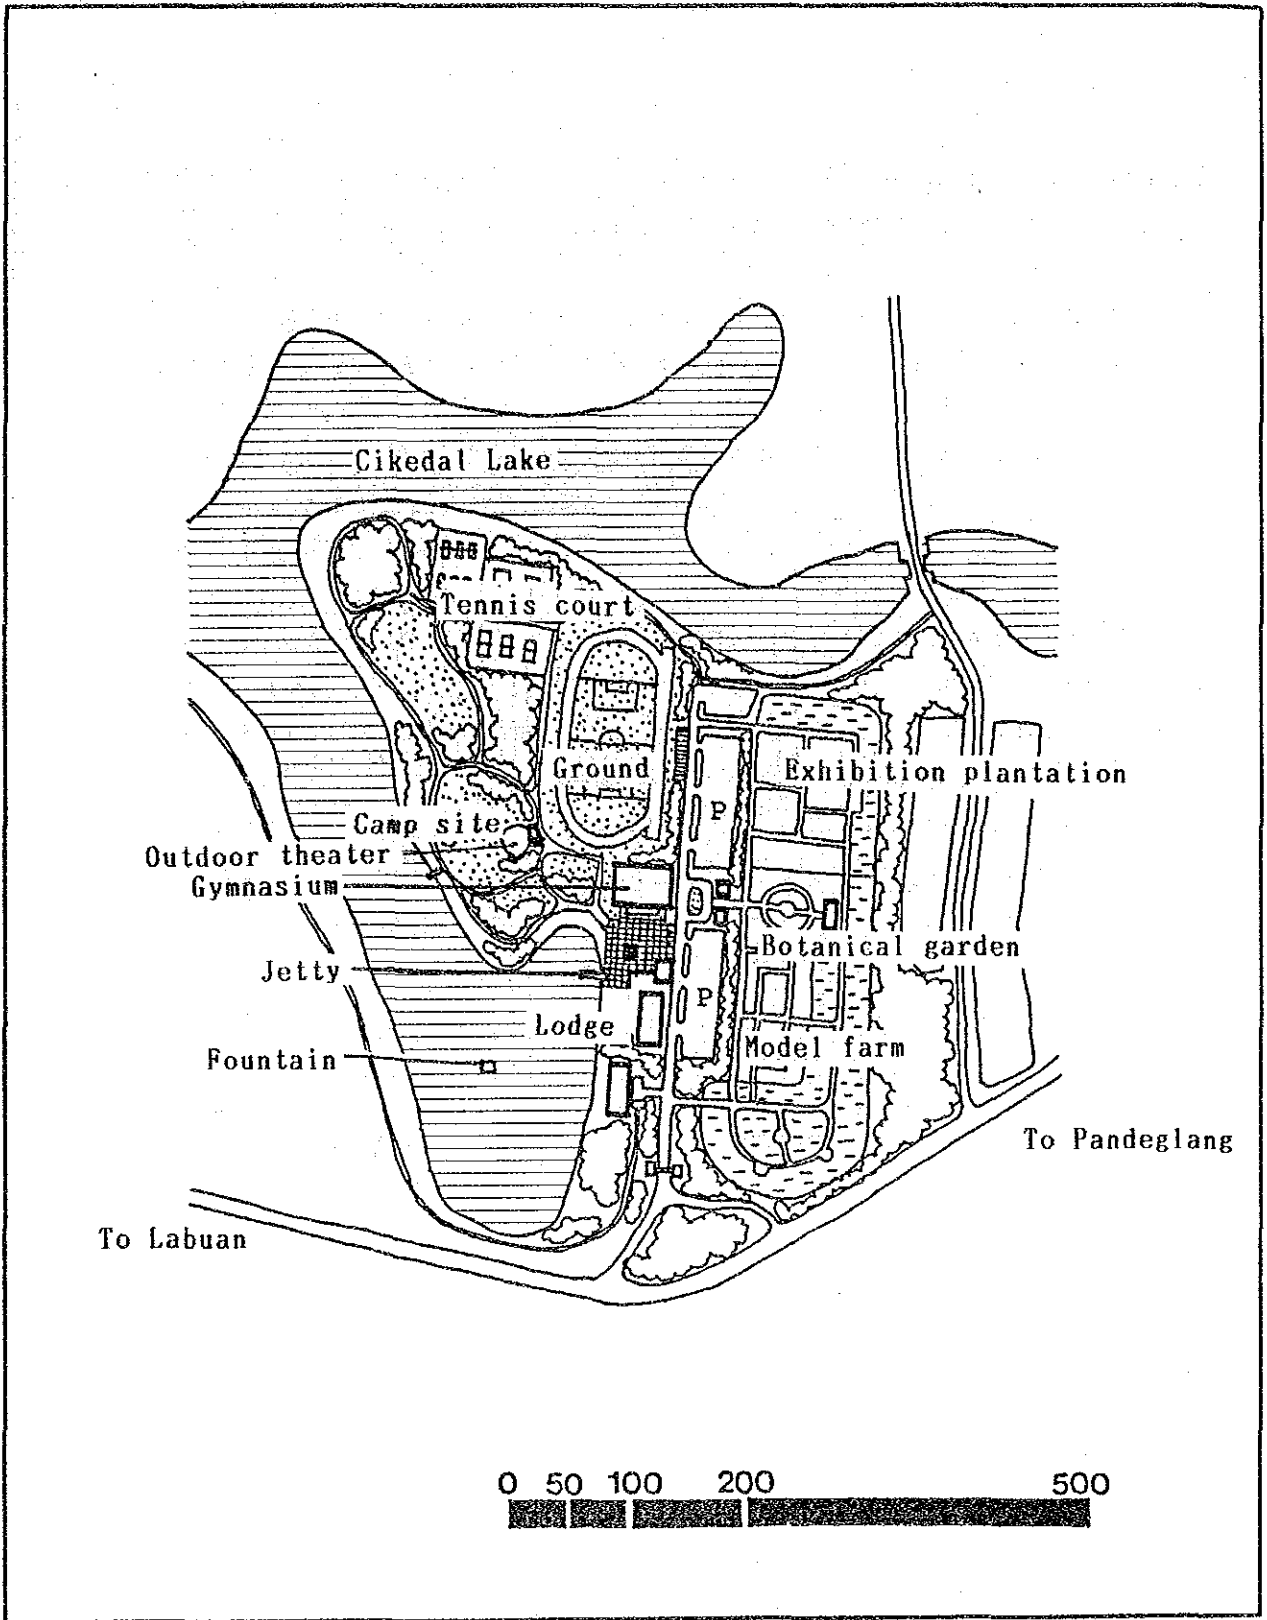 Cikedal Lake
Tennis court
Ground
Exhibition plantation
P
Camp site
Outdoor theater
Gymnasium
Botanical garden
Jetty
P
Lodge
Model farm
Fountain
To Pandeglang
To Labuan
0 50 100 200 500